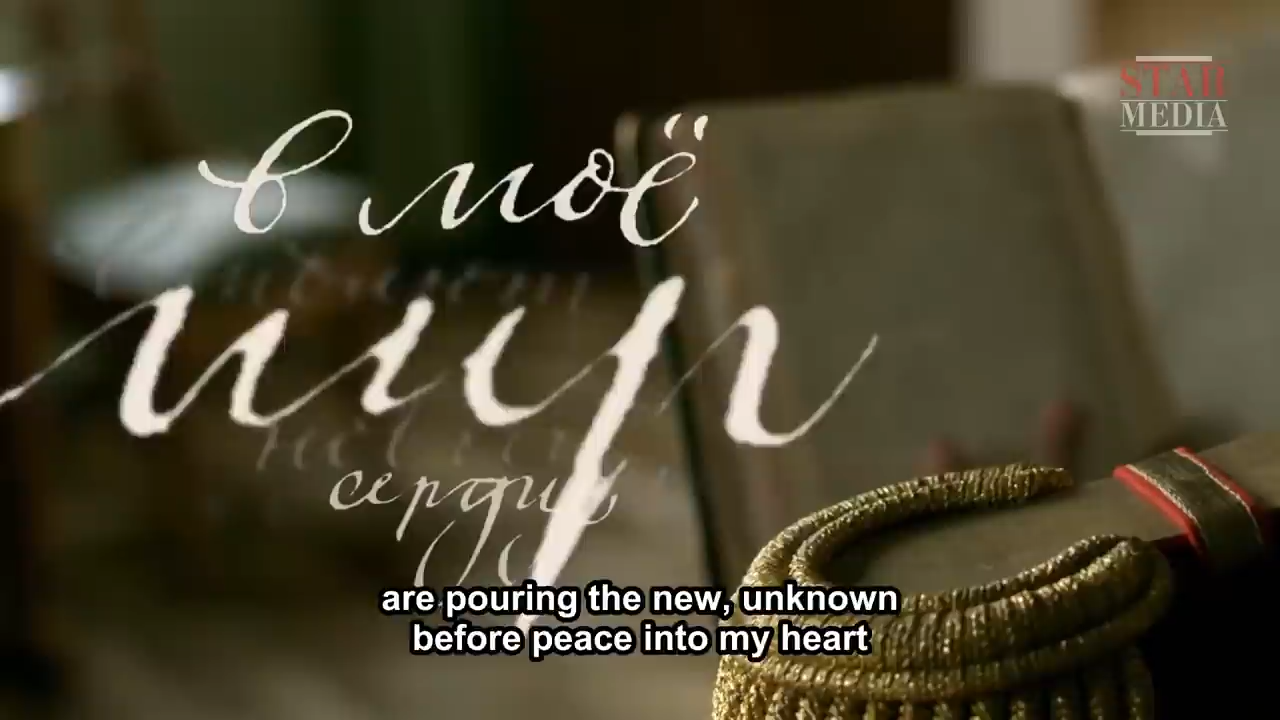 STAR
MEDIA
в моё
мир
сердце
are pouring the new, unknown
before peace into my heart